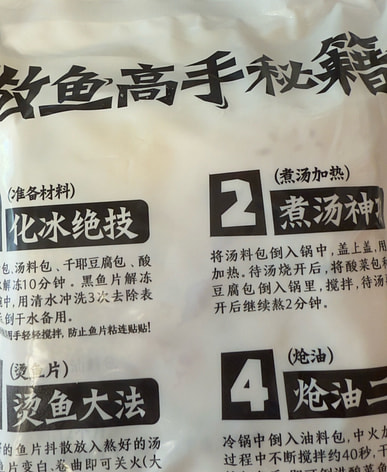 鱼高手秘籍
(准备材料)
化冰绝技
包、汤料包、千耶豆腐包、酸
解冻10分钟。黑鱼片解冻
中,用清水冲洗3次去除表
倒干水备用。
用手轻轻搅拌,防止鱼片粘连贴贴!
2
(煮汤加热)
煮汤神
将汤料包倒入锅中,盖上盖,用
加热。待汤烧开后,将酸菜包和
豆腐包倒入锅里,搅拌,待汤
开后继续熬2分钟。
(烫鱼片)
烫鱼大法
的鱼片抖散放入熬好的汤
片变白、卷曲即可关火(大
4
(炝油)
炝油二
冷锅中倒入油料包,中火加
过程中不断搅拌约40秒,